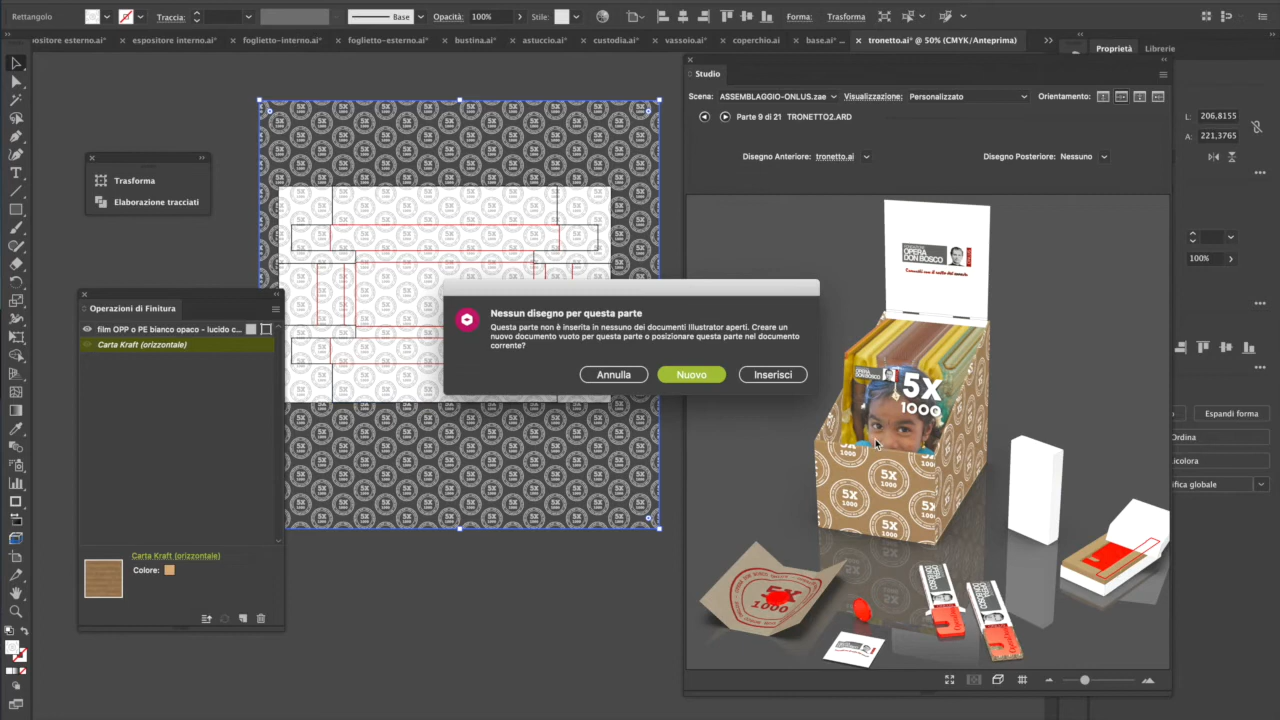 Rettangolo
Traccia:
Base
Opacità: 100%
Stile:
Forma:
Trasforma
espositore interno.ai*
foglietto-interno.ai*
foglietto-esterno.ai*
bustina.ai*
astuccio.ai*
custodia.ai*
vassoio.ai*
coperchio.ai
base.ai* ...
tronetto.ai* @ 50% (CMYK/Anteprima)
Proprietà
Librerie
Studio
Scena: ASSEMBLAGGIO-ONLUS.zae
Visualizzazione: Personalizzato
Orientamento:
L: 206,8155
A: 221,3765
Parte 9 di 21 TRONETTO2.ARD
Disegno Anteriore: tronetto.ai
Disegno Posteriore: Nessuno
Trasforma
Elaborazione tracciati
100%
Operazioni di Finitura
film OPP o PE bianco opaco - lucido c...
Carta Kraft (orizzontale)
Nessun disegno per questa parte
Questa parte non è inserita in nessuno dei documenti Illustrator aperti. Creare un
nuovo documento vuoto per questa parte o posizionare questa parte nel documento
corrente?
Annulla
Nuovo
Inserisci
OPERA
DON BOSCO
5X
1000
5X
1000
Espandi forma
Ordina
Carta Kraft (orizzontale)
Colore:
5X
1000